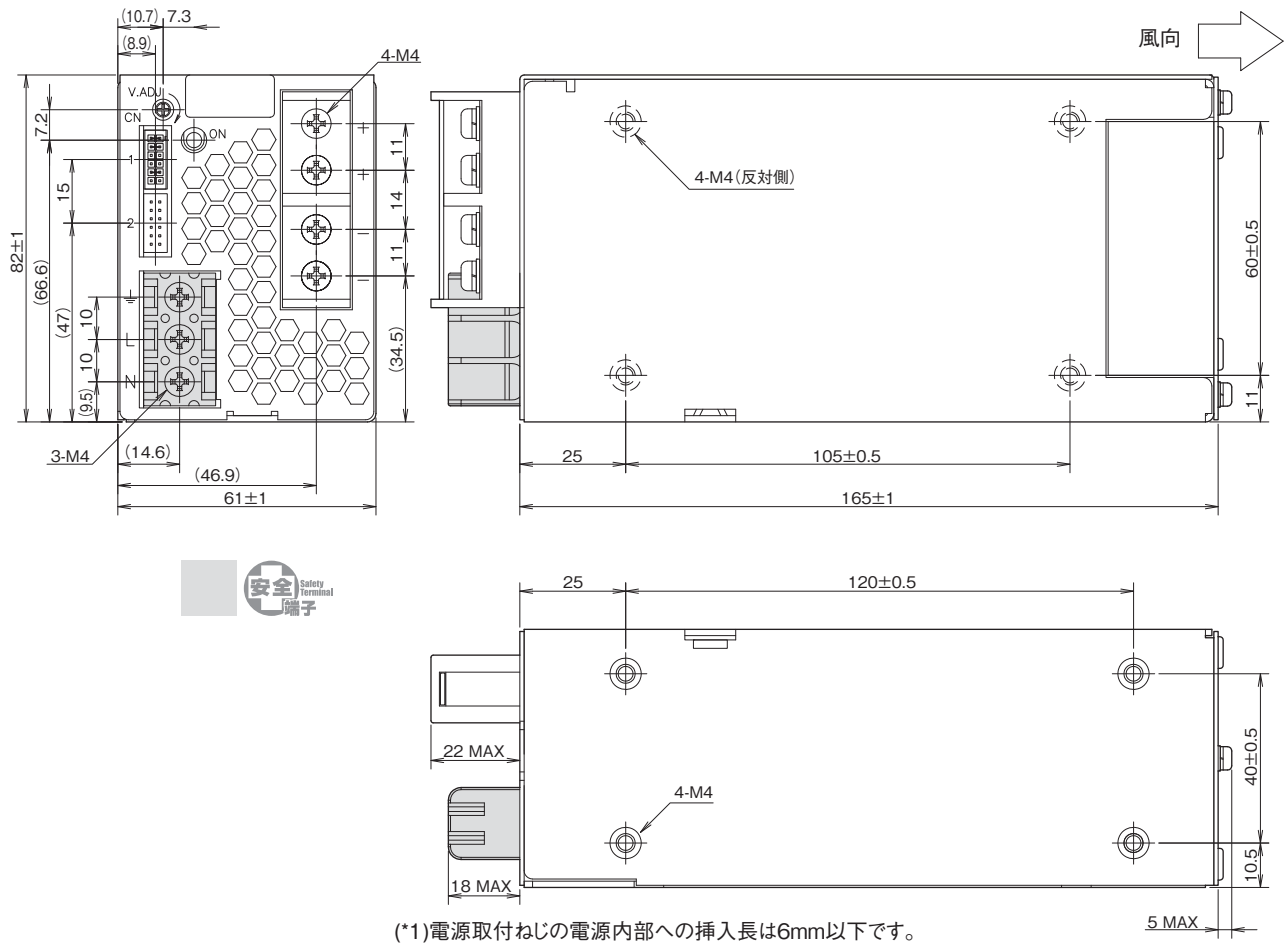 (10.7)
7.3
(8.9)
4-M4
風向
V.ADJ
CN
ON
7.2
1
15
2
82±1
(66.6)
(47)
10
10
(9.5)
L
N
+
+
−
−
11
14
11
(34.5)
3-M4
(14.6)
(46.9)
61±1
4-M4(反対側)
60±0.5
11
25
105±0.5
165±1
安全
端子
Safety
Terminal
25
120±0.5
22 MAX
4-M4
40±0.5
10.5
18 MAX
5 MAX
(*1)電源取付ねじの電源内部への挿入長は6mm以下です。